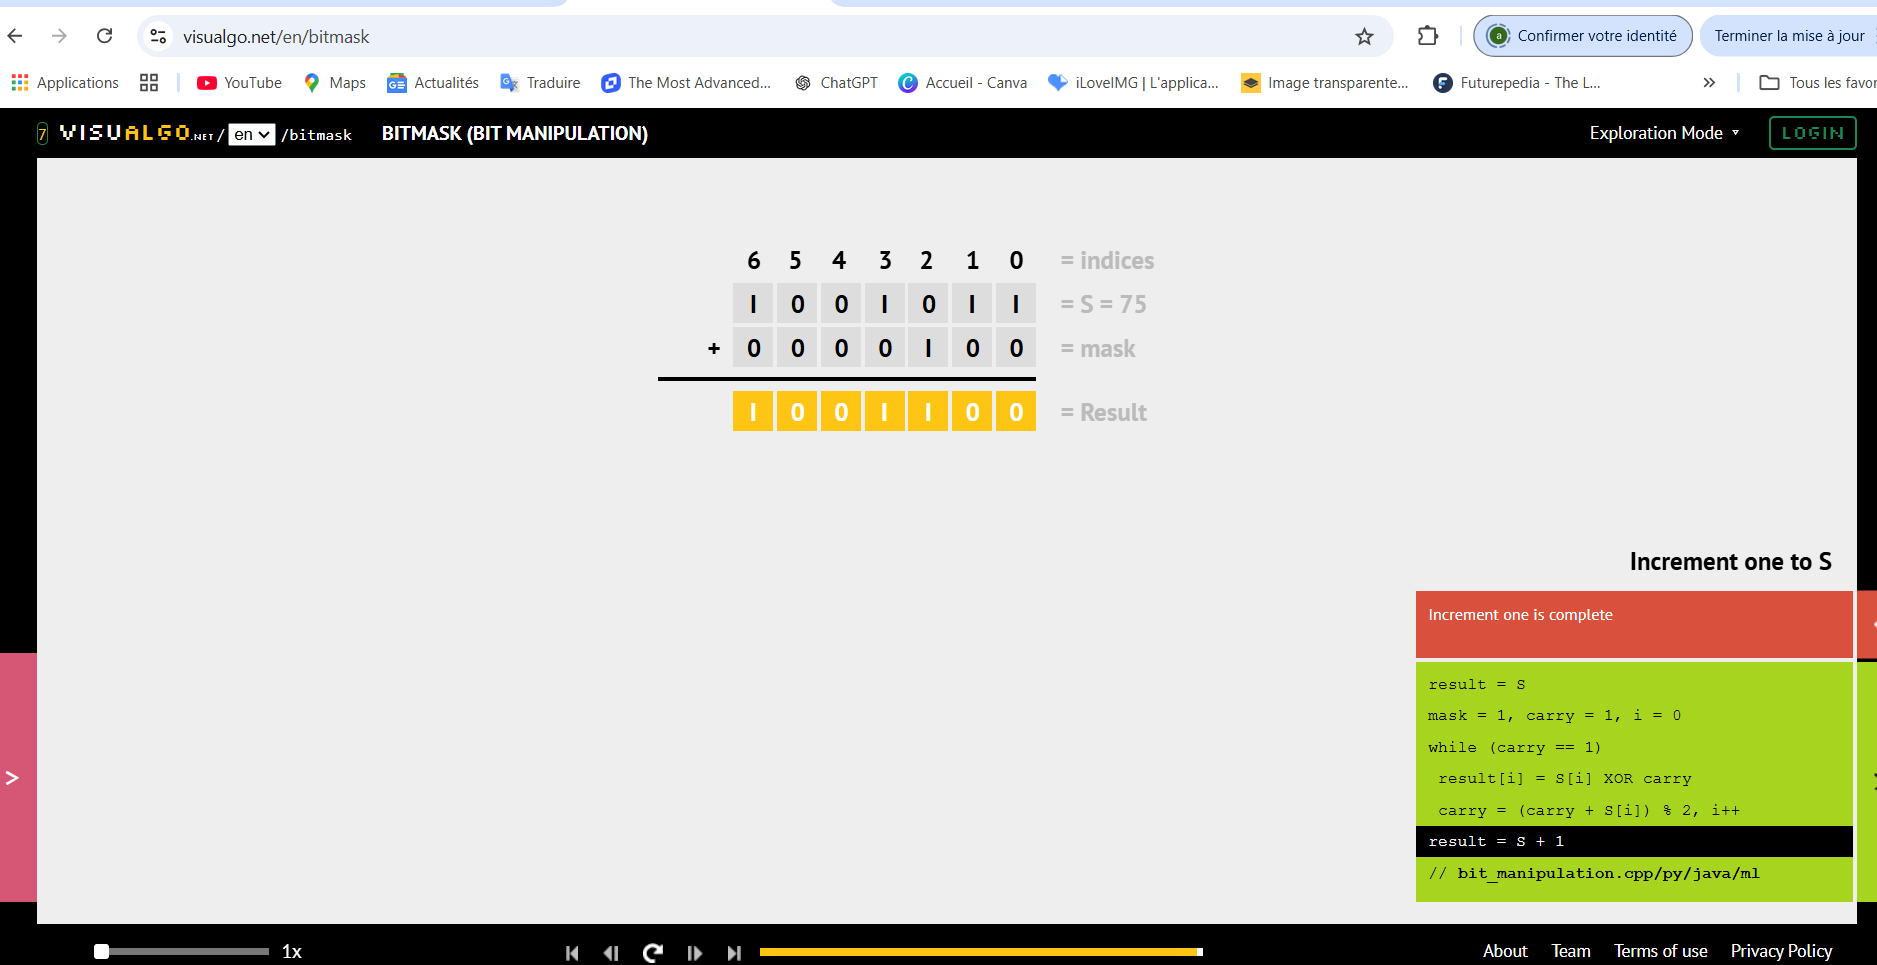 visualgo.net/en/bitmask
Confirmer votre identité
Terminer la mise à jour
Applications
YouTube
Maps
Actualités
Traduire
The Most Advanced...
ChatGPT
Accueil - Canva
iLoveIMG | L'applica...
Image transparente...
Futurepedia - The L...
Tous les favor
7 VISUALGO.NET / en /bitmask
BITMASK (BIT MANIPULATION)
Exploration Mode
LOGIN
6 5 4 3 2 1 0 = indices
1 0 0 1 0 1 1 = S = 75
+ 0 0 0 0 1 0 0 = mask
1 0 0 1 1 0 0 = Result
Increment one to S
Increment one is complete
result = S
mask = 1, carry = 1, i = 0
while (carry == 1)
result[i] = S[i] XOR carry
carry = (carry + S[i]) % 2, i++
result = S + 1
// bit_manipulation.cpp/py/java/ml
>
1x
About
Team
Terms of use
Privacy Policy